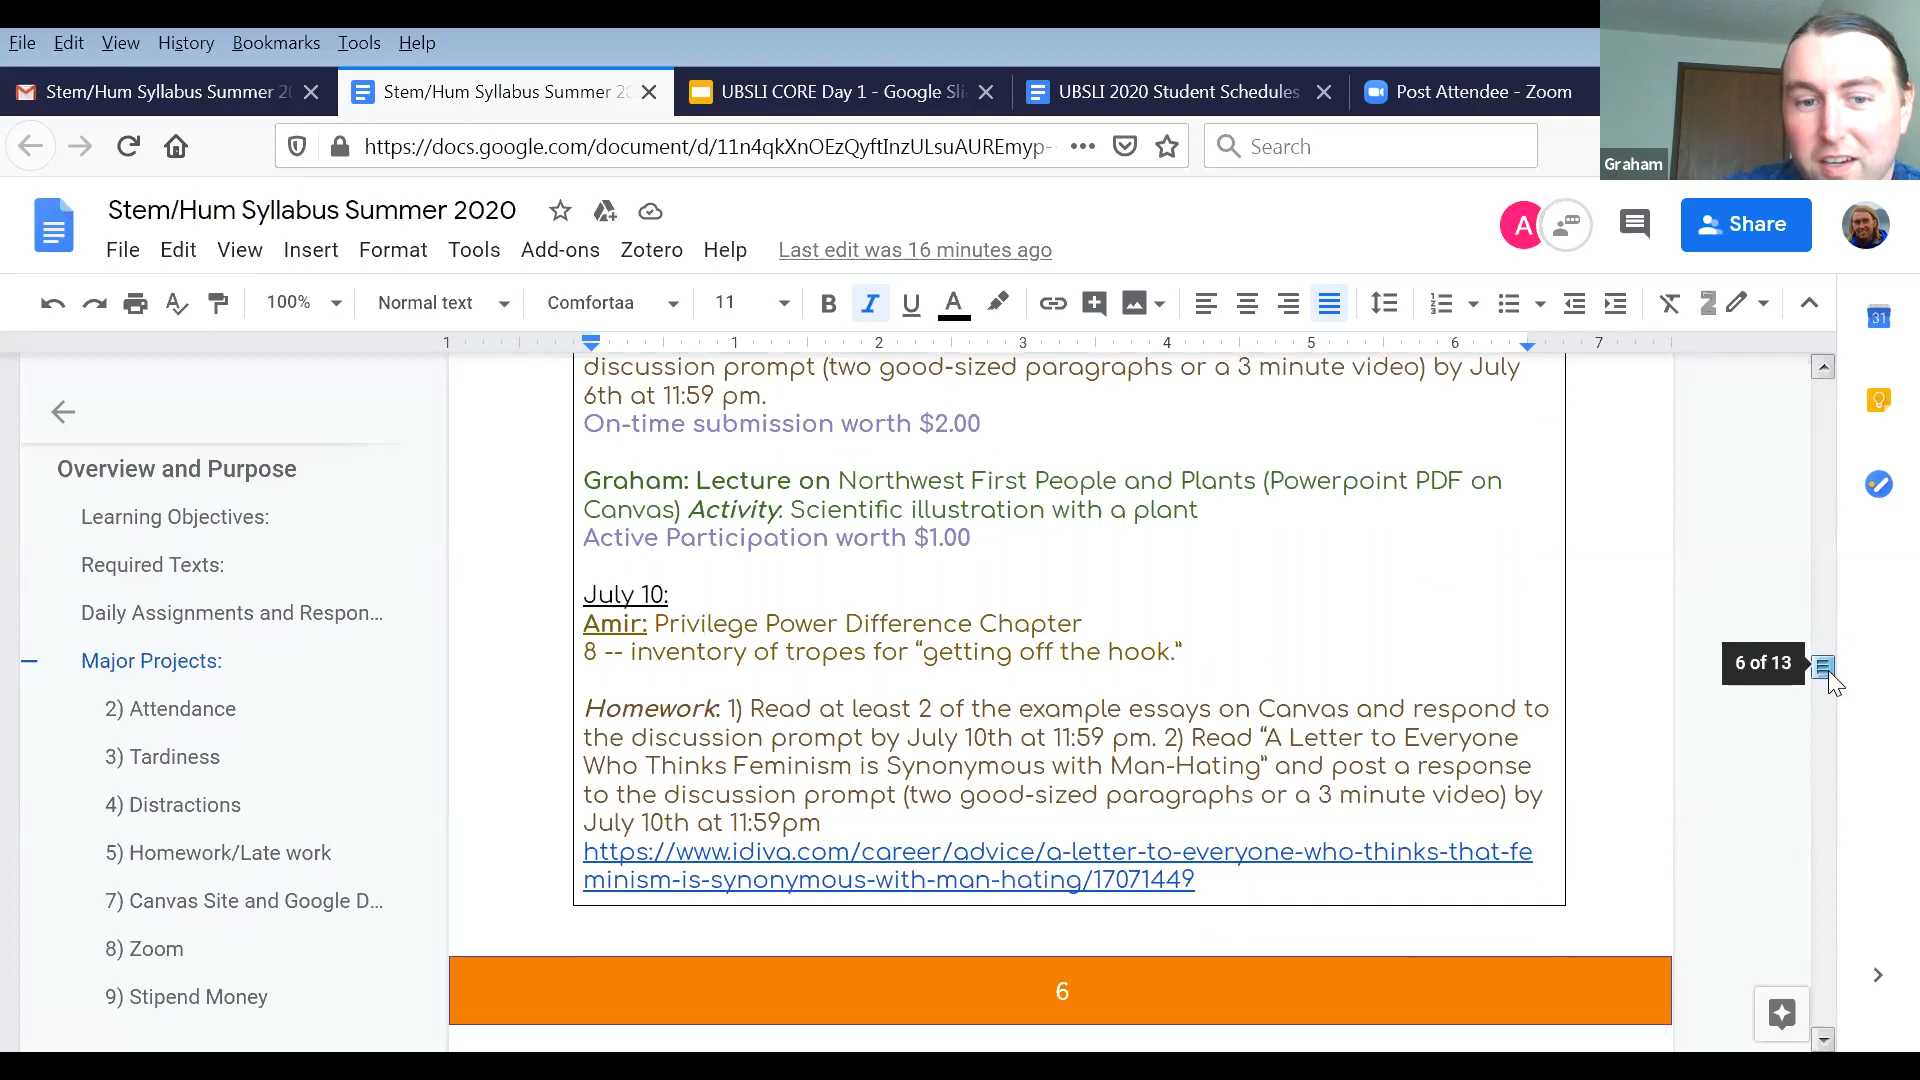 File Edit View History Bookmarks Tools Help
Stem/Hum Syllabus Summer 2
Stem/Hum Syllabus Summer 2
UBSLI CORE Day 1 - Google Sli
UBSLI 2020 Student Schedules
Post Attendee - Zoom
https://docs.google.com/document/d/11n4qkXnOEzQyftInzULsuAUREmyp-
Search
Graham
Stem/Hum Syllabus Summer 2020
A
Share
File Edit View Insert Format Tools Add-ons Zotero Help Last edit was 16 minutes ago
100% Normal text Comfortaa 11 B I U A
31
1 1 2 3 4 5 6 7
Overview and Purpose
Learning Objectives:
Required Texts:
Daily Assignments and Respon...
Major Projects:
2) Attendance
3) Tardiness
4) Distractions
5) Homework/Late work
7) Canvas Site and Google D...
8) Zoom
9) Stipend Money
discussion prompt (two good-sized paragraphs or a 3 minute video) by July
6th at 11:59 pm.
On-time submission worth $2.00
Graham: Lecture on Northwest First People and Plants (Powerpoint PDF on
Canvas) Activity: Scientific illustration with a plant
Active Participation worth $1.00
July 10:
Amir: Privilege Power Difference Chapter
8 -- inventory of tropes for “getting off the hook.”
Homework: 1) Read at least 2 of the example essays on Canvas and respond to
the discussion prompt by July 10th at 11:59 pm. 2) Read “A Letter to Everyone
Who Thinks Feminism is Synonymous with Man-Hating” and post a response
to the discussion prompt (two good-sized paragraphs or a 3 minute video) by
July 10th at 11:59pm
https://www.idiva.com/career/advice/a-letter-to-everyone-who-thinks-that-fe
minism-is-synonymous-with-man-hating/17071449
6
6 of 13